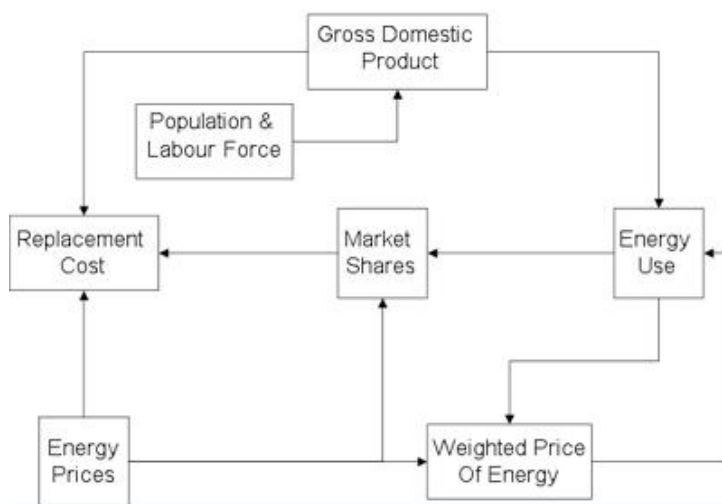 Gross Domestic
Product
Population &
Labour Force
Replacement
Cost
Market
Shares
Energy
Use
Energy
Prices
Weighted Price
Of Energy